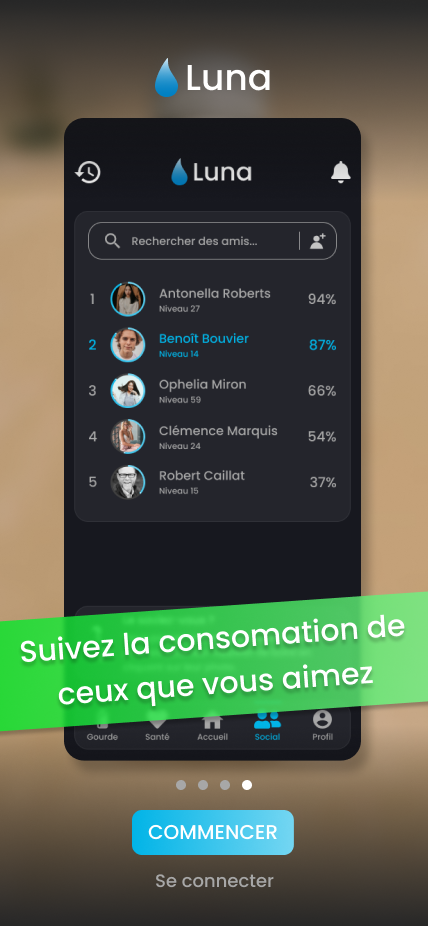 Luna
Luna
Rechercher des amis...
1 Antonella Roberts 94%
Niveau 27
2 Benoît Bouvier 87%
Niveau 14
3 Ophelia Miron 66%
Niveau 59
4 Clémence Marquis 54%
Niveau 24
5 Robert Caillat 37%
Niveau 15
Suivez la consomation de
ceux que vous aimez
Gourde Santé Accueil Social Profil
COMMENCER
Se connecter